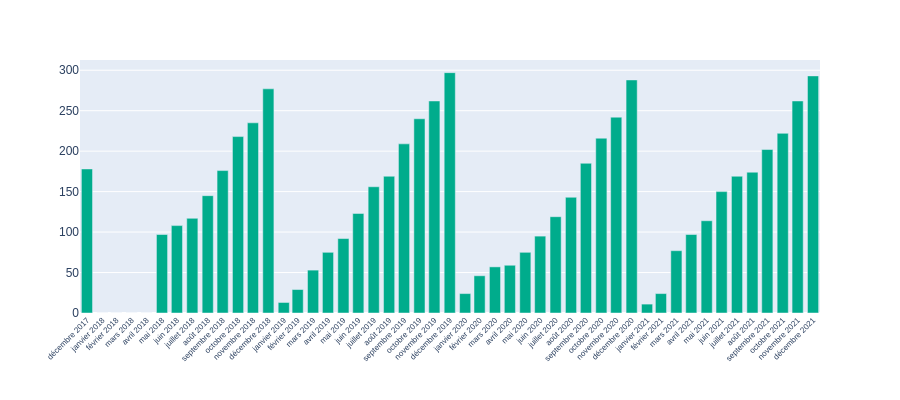 300
250
200
150
100
50
0
décembre 2017
janvier 2018
février 2018
mars 2018
avril 2018
mai 2018
juin 2018
juillet 2018
août 2018
septembre 2018
octobre 2018
novembre 2018
décembre 2018
janvier 2019
février 2019
mars 2019
avril 2019
mai 2019
juin 2019
juillet 2019
août 2019
septembre 2019
octobre 2019
novembre 2019
décembre 2019
janvier 2020
février 2020
mars 2020
avril 2020
mai 2020
juin 2020
juillet 2020
août 2020
septembre 2020
octobre 2020
novembre 2020
décembre 2020
janvier 2021
février 2021
mars 2021
avril 2021
mai 2021
juin 2021
juillet 2021
août 2021
septembre 2021
octobre 2021
novembre 2021
décembre 2021